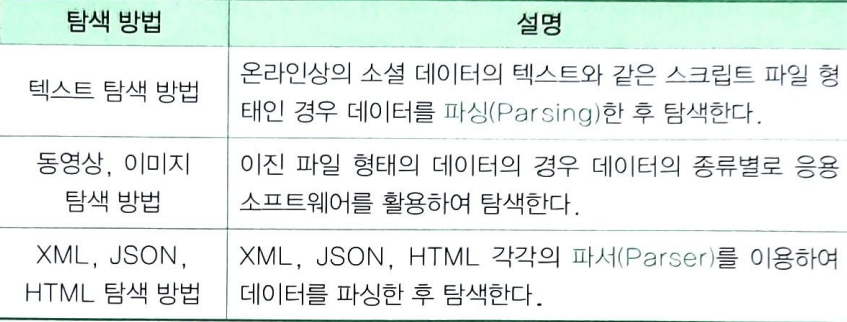 탐색 방법
설명
텍스트 탐색 방법
온라인상의 소셜 데이터의 텍스트와 같은 스크립트 파일 형
태인 경우 데이터를 파싱(Parsing)한 후 탐색한다.
동영상, 이미지
탐색 방법
이진 파일 형태의 데이터의 경우 데이터의 종류별로 응용
소프트웨어를 활용하여 탐색한다.
XML, JSON,
HTML 탐색 방법
XML, JSON, HTML 각각의 파서(Parser)를 이용하여
데이터를 파싱한 후 탐색한다.